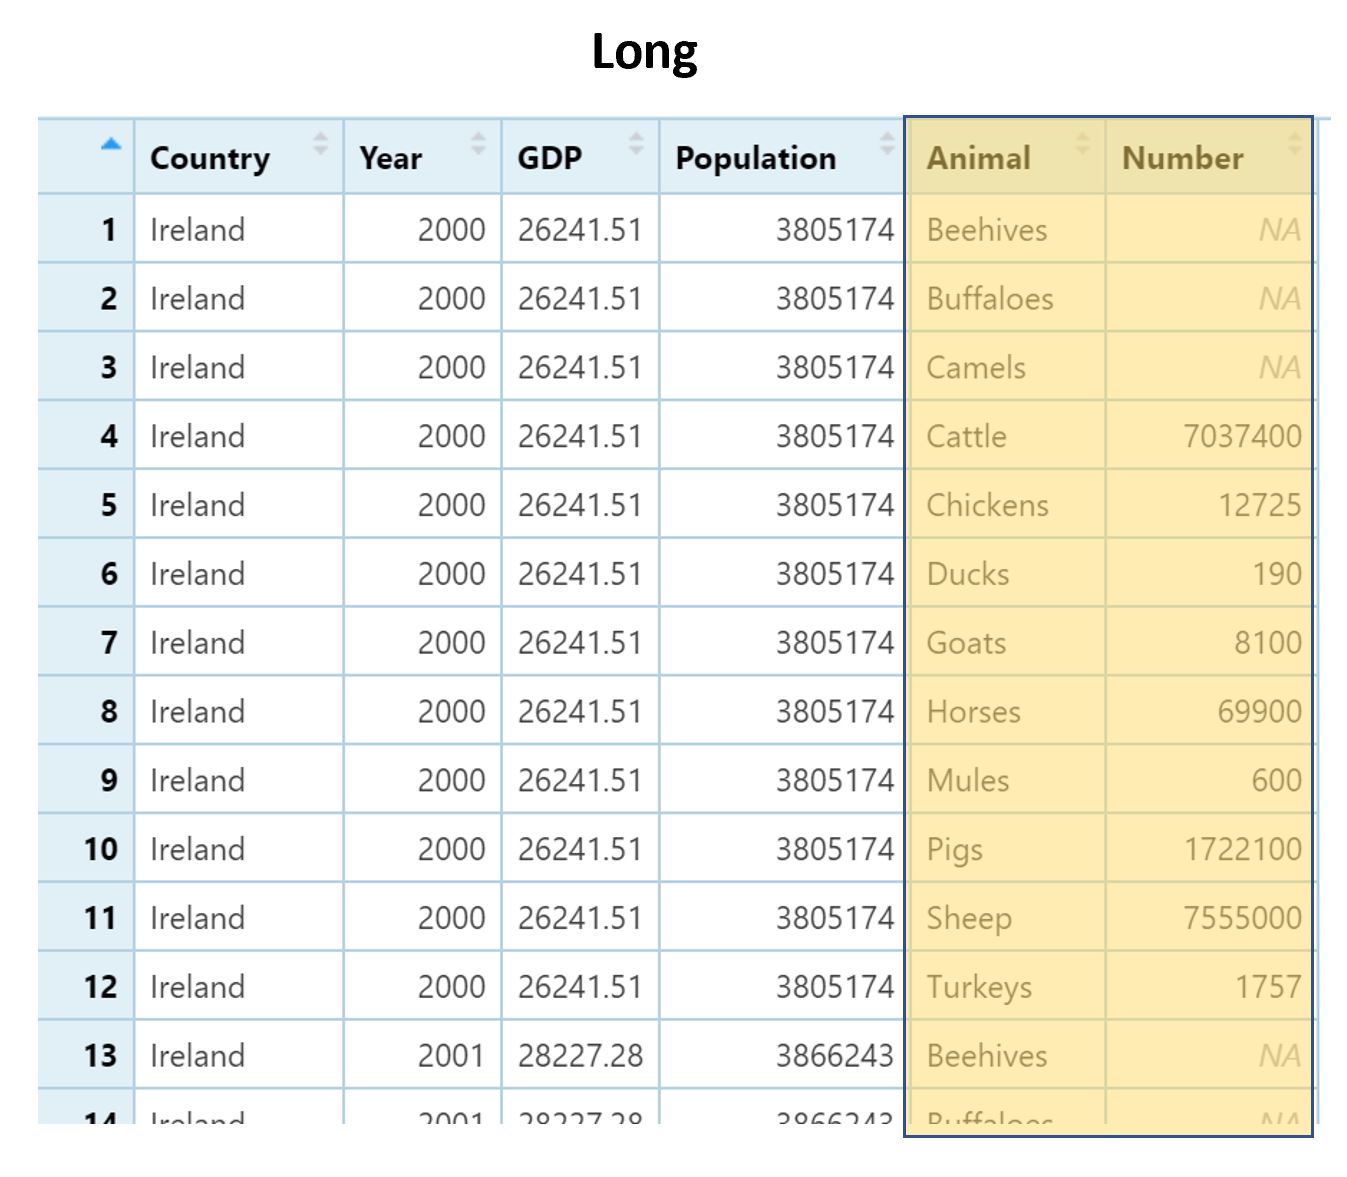 Long
Country Year GDP Population Animal Number
1 Ireland 2000 26241.51 3805174 Beehives NA
2 Ireland 2000 26241.51 3805174 Buffaloes NA
3 Ireland 2000 26241.51 3805174 Camels NA
4 Ireland 2000 26241.51 3805174 Cattle 7037400
5 Ireland 2000 26241.51 3805174 Chickens 12725
6 Ireland 2000 26241.51 3805174 Ducks 190
7 Ireland 2000 26241.51 3805174 Goats 8100
8 Ireland 2000 26241.51 3805174 Horses 69900
9 Ireland 2000 26241.51 3805174 Mules 600
10 Ireland 2000 26241.51 3805174 Pigs 1722100
11 Ireland 2000 26241.51 3805174 Sheep 7555000
12 Ireland 2000 26241.51 3805174 Turkeys 1757
13 Ireland 2001 28227.28 3866243 Beehives NA
14 Ireland 2001 28227.28 3866243 Buffaloes NA